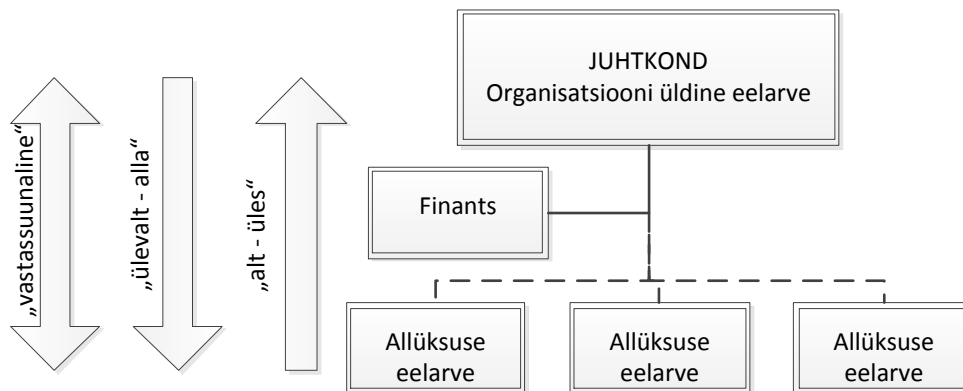 „vastassuunaline“
„ülevalt - alla“
„alt - üles“
JUHTKOND
Organisatsiooni üldine eelarve
Finants
Allüksuse
eelarve
Allüksuse
eelarve
Allüksuse
eelarve